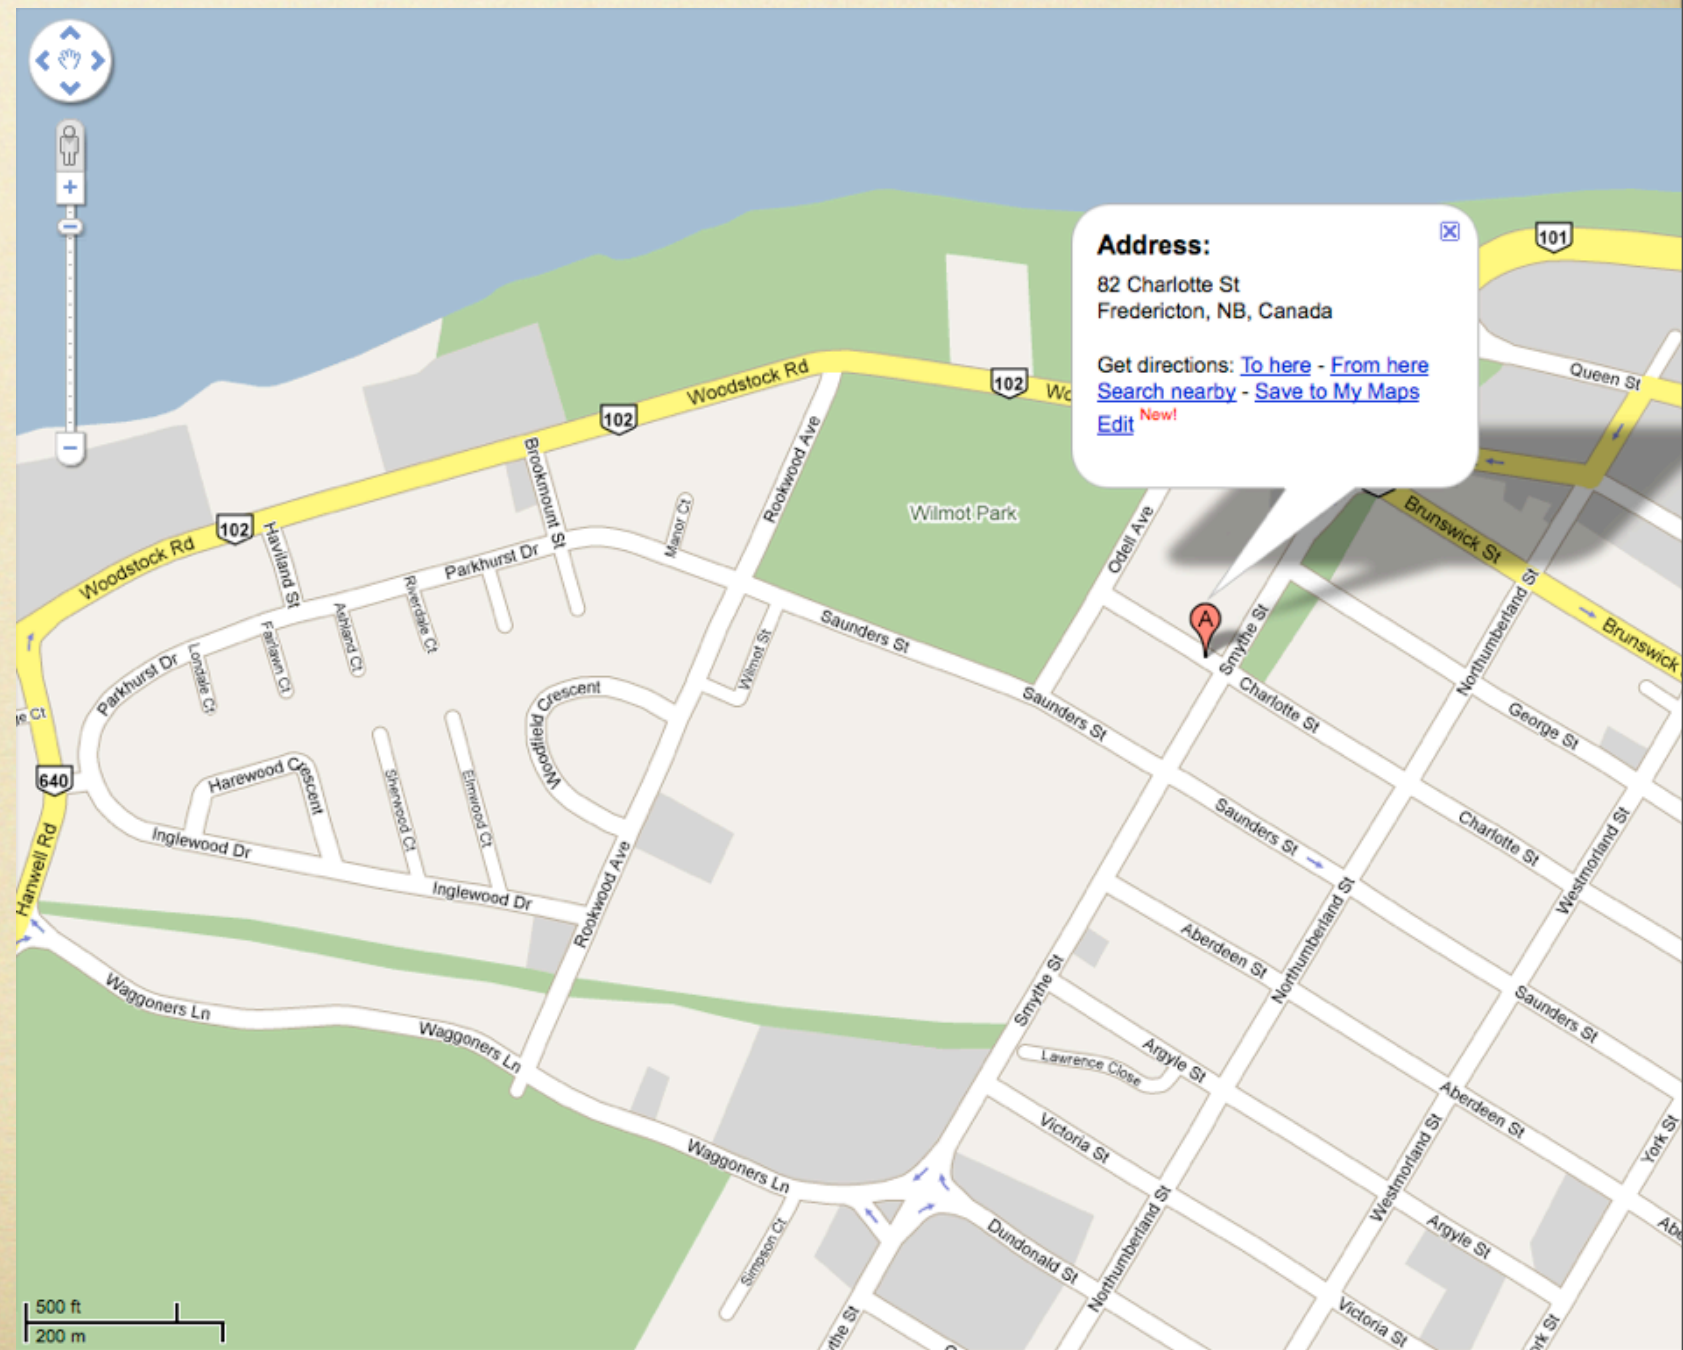 101
Address:
82 Charlotte St
Fredericton, NB, Canada
Get directions: To here - From here
Search nearby - Save to My Maps
Edit New!
Queen St
Woodstock Rd
102
102
Rookwood Ave
Brookmount St
Manor Ct
Wilmot Park
Odell Ave
Brunswick St
102
Woodstock Rd
Haviland St
Parkhurst Dr
Riverdale Ct
Ashland Ct
Fairlawn Ct
Londale Ct
Parkhurst Dr
Saunders St
Wilmot St
A
Smythe St
Northumberland St
Brunswick
Woodfield Crescent
Saunders St
Charlotte St
George St
640
Harewood Crescent
Sherwood Ct
Elmwood Ct
Inglewood Dr
Hanwell Rd
Saunders St
Charlotte St
Westmorland St
Inglewood Dr
Rookwood Ave
Northumberland St
Aberdeen St
Smythe St
Saunders St
Waggoners Ln
Waggoners Ln
Lawrence Close
Argyle St
Aberdeen St
Victoria St
Westmorland St
York St
Waggoners Ln
Simpson Ct
Dundonald St
Northumberland St
Argyle St
Victoria St
500 ft
200 m